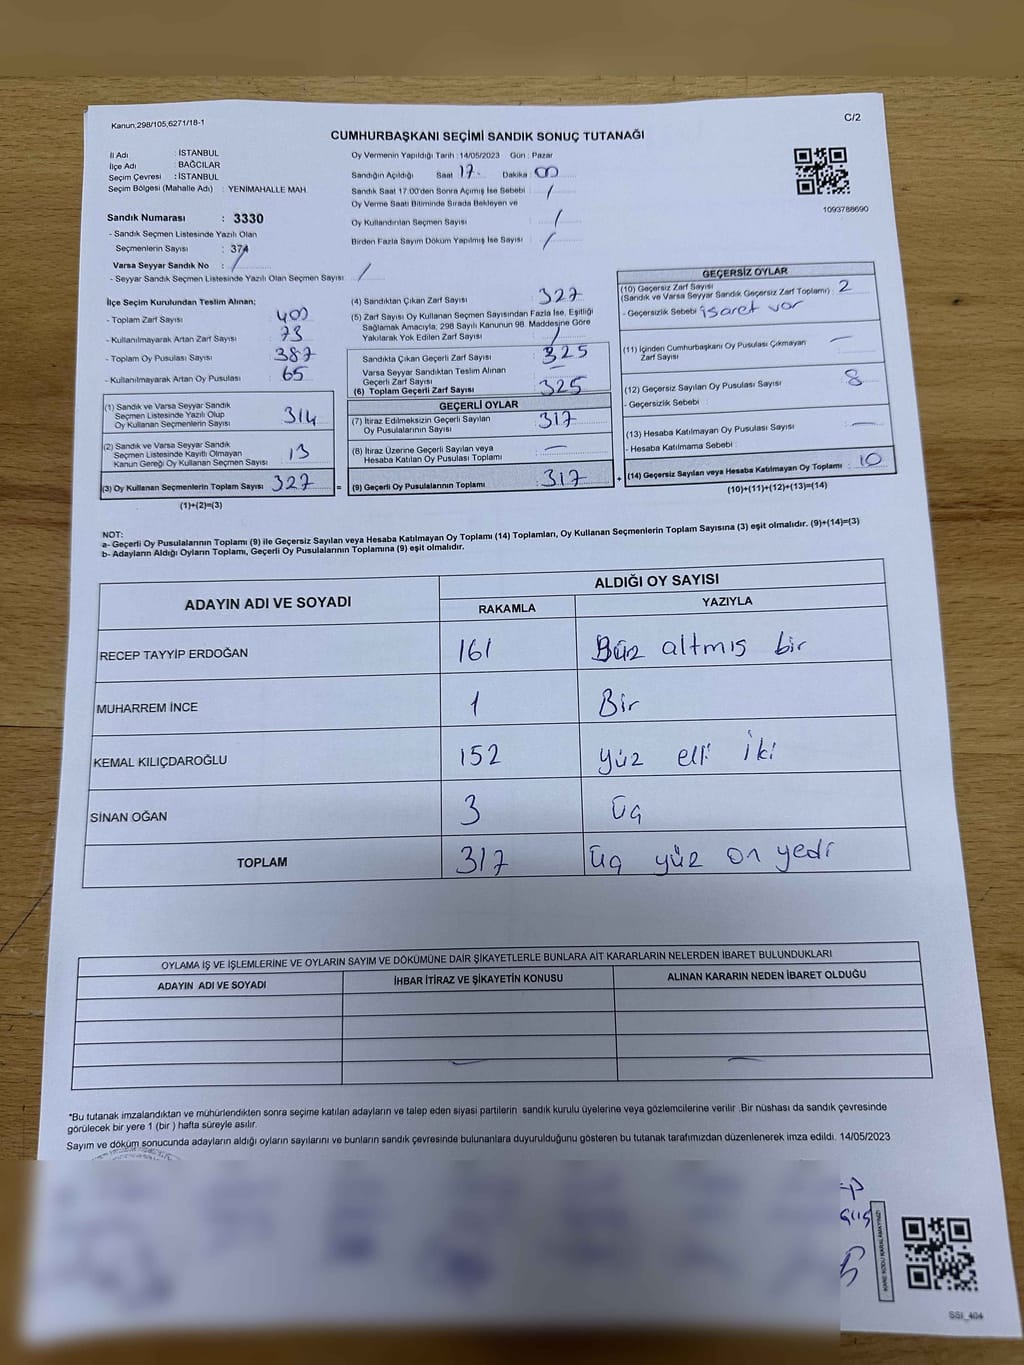 Kanun,298/105,6271/18-1
C/2
CUMHURBAŞKANI SEÇİMİ SANDIK SONUÇ TUTANAĞI
İl Adı : İSTANBUL
İlçe Adı : BAĞCILAR
Seçim Çevresi : İSTANBUL
Seçim Bölgesi (Mahalle Adı) : YENİMAHALLE MAH.
Sandık Numarası : 3330
- Sandık Seçmen Listesinde Yazılı Olan
Seçmenlerin Sayısı : 374
Varsa Seyyar Sandık No : /
- Seyyar Sandık Seçmen Listesinde Yazılı Olan Seçmen Sayısı : /
Oy Vermenin Yapıldığı Tarih : 14/05/2023 Gün : Pazar
Sandığın Açıldığı Saat 17 Dakika : 00
Sandık Saat 17:00'den Sonra Açımış İse Sebebi : /
Oy Verme Saati Bitiminde Sırada Bekleyen ve
Oy Kullandırılan Seçmen Sayısı : /
Birden Fazla Sayım Döküm Yapılmış İse Sayısı : /
1093788690
İlçe Seçim Kurulundan Teslim Alınan;
- Toplam Zarf Sayısı : 400
- Kullanılmayarak Artan Zarf Sayısı : 73
- Toplam Oy Pusulası Sayısı : 387
- Kullanılmayarak Artan Oy Pusulası : 65
(1) Sandık ve Varsa Seyyar Sandık
Seçmen Listesinde Yazılı Olup
Oy Kullanan Seçmenlerin Sayısı : 314
(2) Sandık ve Varsa Seyyar Sandık
Seçmen Listesinde Kayıtlı Olmayan
Kanun Gereği Oy Kullanan Seçmen Sayısı : 13
(3) Oy Kullanan Seçmenlerin Toplam Sayısı : 327
(1)+(2)=(3)
=
(4) Sandıktan Çıkan Zarf Sayısı : 327
(5) Zarf Sayısı Oy Kullanan Seçmen Sayısından Fazla İse, Eşitliği
Sağlamak Amacıyla; 298 Sayılı Kanunun 98. Maddesine Göre
Yakılarak Yok Edilen Zarf Sayısı : /
Sandıkta Çıkan Geçerli Zarf Sayısı : 325
Varsa Seyyar Sandıktan Teslim Alınan
Geçerli Zarf Sayısı : —
(6) Toplam Geçerli Zarf Sayısı : 325
GEÇERLİ OYLAR
(7) İtiraz Edilmeksizin Geçerli Sayılan
Oy Pusulalarının Sayısı : 317
(8) İtiraz Üzerine Geçerli Sayılan veya
Hesaba Katılan Oy Pusulası Toplamı : —
(9) Geçerli Oy Pusulalarının Toplamı : 317
+
GEÇERSİZ OYLAR
(10) Geçersiz Zarf Sayısı
(Sandık ve Varsa Seyyar Sandık Geçersiz Zarf Toplamı) : 2
- Geçersizlik Sebebi : işaret var
(11) İçinden Cumhurbaşkanı Oy Pusulası Çıkmayan
Zarf Sayısı : —
(12) Geçersiz Sayılan Oy Pusulası Sayısı : 8
- Geçersizlik Sebebi :
(13) Hesaba Katılmayan Oy Pusulası Sayısı : —
- Hesaba Katılmama Sebebi :
(14) Geçersiz Sayılan veya Hesaba Katılmayan Oy Toplamı : 10
(10)+(11)+(12)+(13)=(14)
NOT:
a- Geçerli Oy Pusulalarının Toplamı (9) ile Geçersiz Sayılan veya Hesaba Katılmayan Oy Toplamı (14) Toplamları, Oy Kullanan Seçmenlerin Toplam Sayısına (3) eşit olmalıdır. (9)+(14)=(3)
b- Adayların Aldığı Oyların Toplamı, Geçerli Oy Pusulalarının Toplamına (9) eşit olmalıdır.
ADAYIN ADI VE SOYADI
ALDIĞI OY SAYISI
RAKAMLA YAZIYLA
RECEP TAYYİP ERDOĞAN 161 Büz altmış bir
MUHARREM İNCE 1 Bir
KEMAL KILIÇDAROĞLU 152 yüz elli iki
SİNAN OĞAN 3 üç
TOPLAM 317 üç yüz on yedi
OYLAMA İŞ VE İŞLEMLERİNE VE OYLARIN SAYIM VE DÖKÜMÜNE DAİR ŞİKAYETLERLE BUNLARA AİT KARARLARIN NELERDEN İBARET BULUNDUKLARI
ADAYIN ADI VE SOYADI İHBAR İTİRAZ VE ŞİKAYETİN KONUSU ALINAN KARARIN NEDEN İBARET OLDUĞU
*Bu tutanak imzalandıktan ve mühürlendikten sonra seçime katılan adayların ve talep eden siyasi partilerin sandık kurulu üyelerine veya gözlemcilerine verilir .Bir nüshası da sandık çevresinde
görülecek bir yere 1 (bir ) hafta süreyle asılır.
Sayım ve döküm sonucunda adayların aldığı oyların sayılarını ve bunların sandık çevresinde bulunanlara duyurulduğunu gösteren bu tutanak tarafımızdan düzenlenerek imza edildi. 14/05/2023
KARE KODU KARALAMAYINIZ!
SSI_404